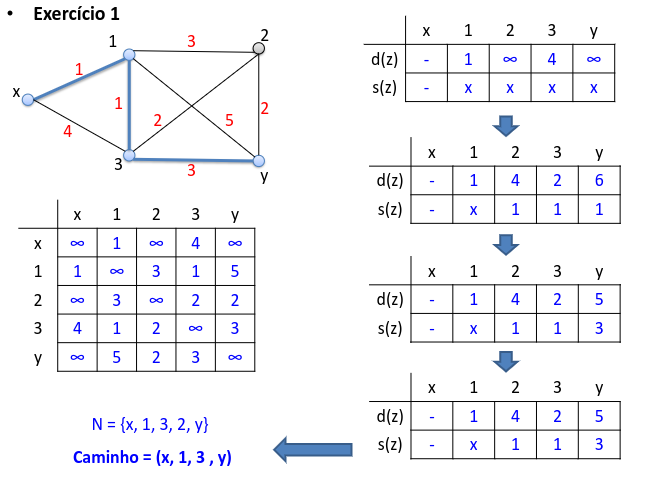 • Exercício 1
1
3
2
1
x
1
2
5
2
4
3
3
y
x 1 2 3 y
x ∞ 1 ∞ 4 ∞
1 1 ∞ 3 1 5
2 ∞ 3 ∞ 2 2
3 4 1 2 ∞ 3
y ∞ 5 2 3 ∞
N = {x, 1, 3, 2, y}
Caminho = (x, 1, 3 , y)
x 1 2 3 y
d(z) - 1 ∞ 4 ∞
s(z) - x x x x
x 1 2 3 y
d(z) - 1 4 2 6
s(z) - x 1 1 1
x 1 2 3 y
d(z) - 1 4 2 5
s(z) - x 1 1 3
x 1 2 3 y
d(z) - 1 4 2 5
s(z) - x 1 1 3